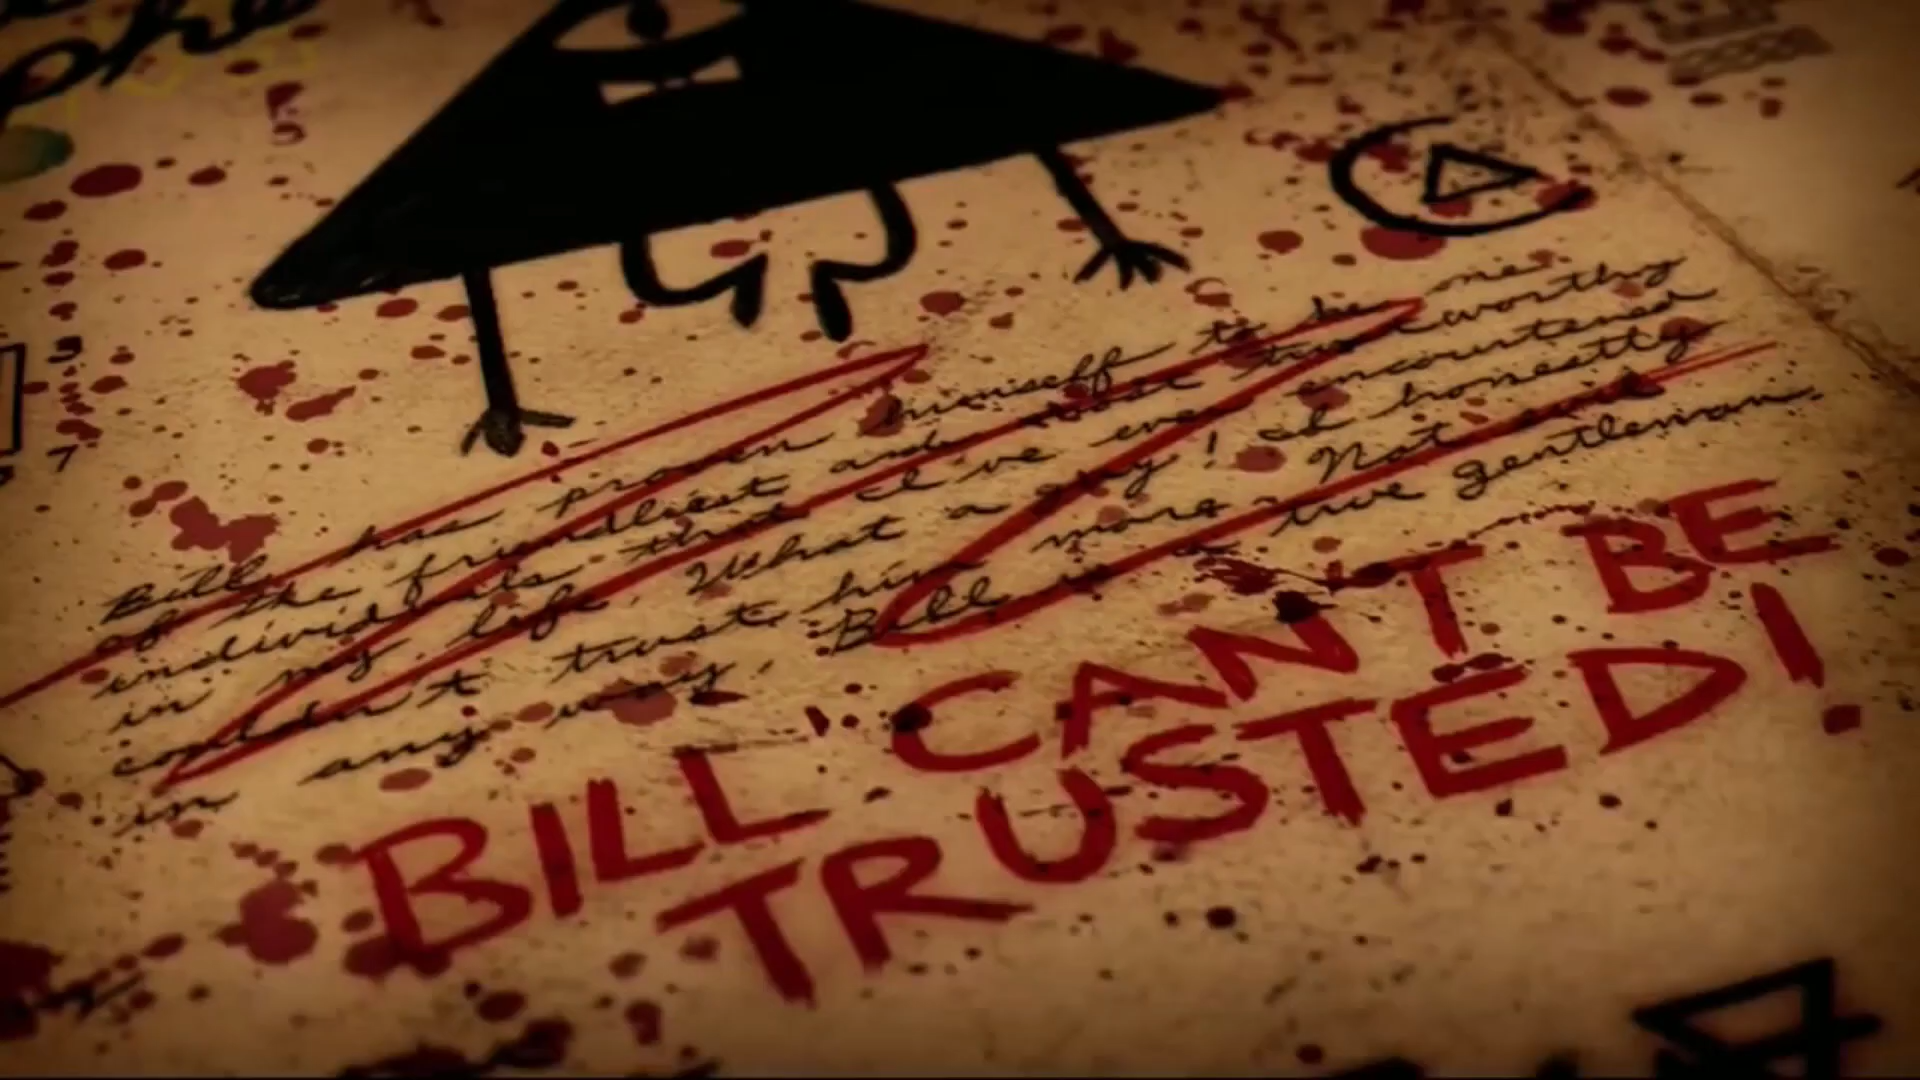 phe
Bill has proven himself to be one
of the friendliest and most trustworthy
individuals that I've ever encountered
in my life. What a guy! I honestly
couldn't trust him more. Not evil
in any way. Bill is a true gentleman.
BILL CAN'T BE
TRUSTED!